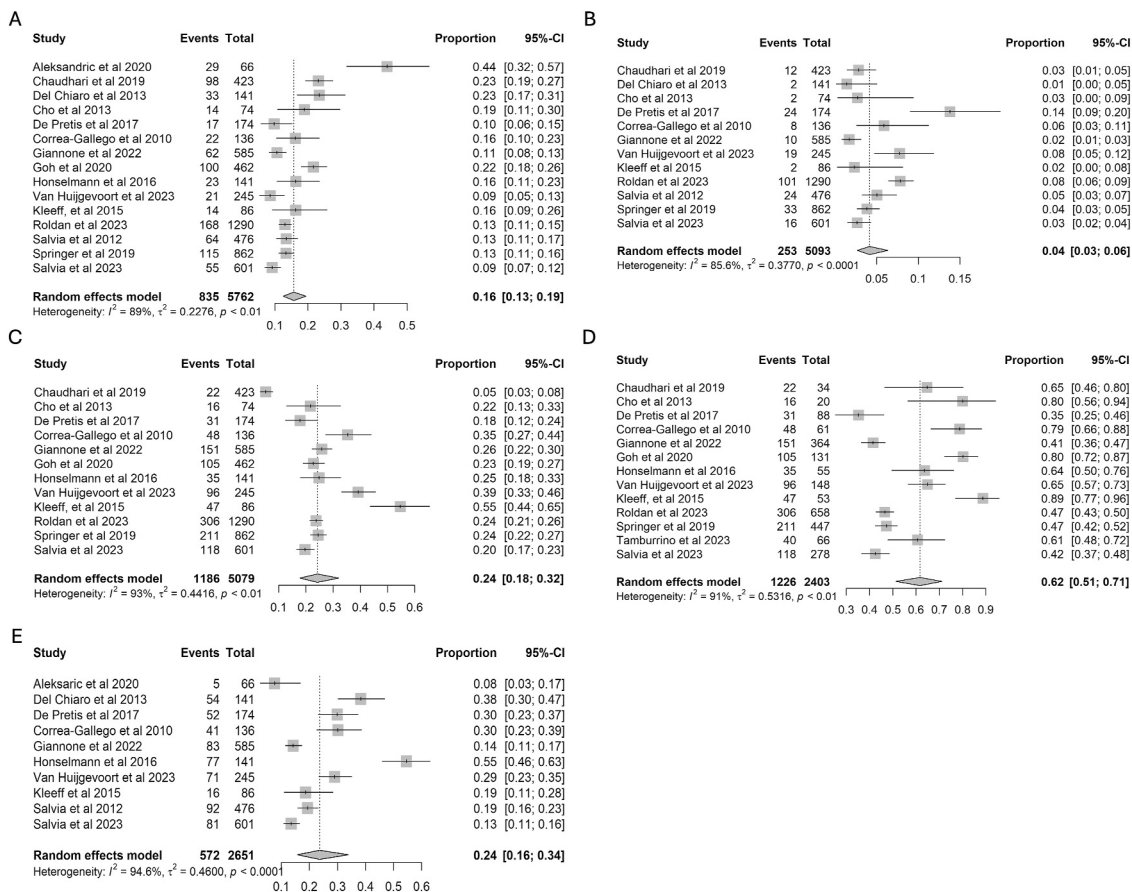 A
Study Events Total Proportion 95%-CI
Aleksandric et al 2020 29 66 0.44 [0.32; 0.57]
Chaudhari et al 2019 98 423 0.23 [0.19; 0.27]
Del Chiaro et al 2013 33 141 0.23 [0.17; 0.31]
Cho et al 2013 14 74 0.19 [0.11; 0.30]
De Pretis et al 2017 17 174 0.10 [0.06; 0.15]
Correa-Gallego et al 2010 22 136 0.16 [0.10; 0.23]
Giannone et al 2022 62 585 0.11 [0.08; 0.13]
Goh et al 2020 100 462 0.22 [0.18; 0.26]
Honselmann et al 2016 23 141 0.16 [0.11; 0.23]
Van Huijgevoort et al 2023 21 245 0.09 [0.05; 0.13]
Kleeff, et al 2015 14 86 0.16 [0.09; 0.26]
Roldan et al 2023 168 1290 0.13 [0.11; 0.15]
Salvia et al 2012 64 476 0.13 [0.11; 0.17]
Springer et al 2019 115 862 0.13 [0.11; 0.16]
Salvia et al 2023 55 601 0.09 [0.07; 0.12]
Random effects model 835 5762 0.16 [0.13; 0.19]
Heterogeneity: I² = 89%, τ² = 0.2276, p < 0.01
0.1 0.2 0.3 0.4 0.5
B
Study Events Total Proportion 95%-CI
Chaudhari et al 2019 12 423 0.03 [0.01; 0.05]
Del Chiaro et al 2013 2 141 0.01 [0.00; 0.05]
Cho et al 2013 2 74 0.03 [0.00; 0.09]
De Pretis et al 2017 24 174 0.14 [0.09; 0.20]
Correa-Gallego et al 2010 8 136 0.06 [0.03; 0.11]
Giannone et al 2022 10 585 0.02 [0.01; 0.03]
Van Huijgevoort et al 2023 19 245 0.08 [0.05; 0.12]
Kleeff et al 2015 2 86 0.02 [0.00; 0.08]
Roldan et al 2023 101 1290 0.08 [0.06; 0.09]
Salvia et al 2012 24 476 0.05 [0.03; 0.07]
Springer et al 2019 33 862 0.04 [0.03; 0.05]
Salvia et al 2023 16 601 0.03 [0.02; 0.04]
Random effects model 253 5093 0.04 [0.03; 0.06]
Heterogeneity: I² = 85.6%, τ² = 0.3770, p < 0.0001
0.05 0.1 0.15
C
Study Events Total Proportion 95%-CI
Chaudhari et al 2019 22 423 0.05 [0.03; 0.08]
Cho et al 2013 16 74 0.22 [0.13; 0.33]
De Pretis et al 2017 31 174 0.18 [0.12; 0.24]
Correa-Gallego et al 2010 48 136 0.35 [0.27; 0.44]
Giannone et al 2022 151 585 0.26 [0.22; 0.30]
Goh et al 2020 105 462 0.23 [0.19; 0.27]
Honselmann et al 2016 35 141 0.25 [0.18; 0.33]
Van Huijgevoort et al 2023 96 245 0.39 [0.33; 0.46]
Kleeff, et al 2015 47 86 0.55 [0.44; 0.65]
Roldan et al 2023 306 1290 0.24 [0.21; 0.26]
Springer et al 2019 211 862 0.24 [0.22; 0.27]
Salvia et al 2023 118 601 0.20 [0.17; 0.23]
Random effects model 1186 5079 0.24 [0.18; 0.32]
Heterogeneity: I² = 93%, τ² = 0.4416, p < 0.01
0.1 0.2 0.3 0.4 0.5 0.6
D
Study Events Total Proportion 95%-CI
Chaudhari et al 2019 22 34 0.65 [0.46; 0.80]
Cho et al 2013 16 20 0.80 [0.56; 0.94]
De Pretis et al 2017 31 88 0.35 [0.25; 0.46]
Correa-Gallego et al 2010 48 61 0.79 [0.66; 0.88]
Giannone et al 2022 151 364 0.41 [0.36; 0.47]
Goh et al 2020 105 131 0.80 [0.72; 0.87]
Honselmann et al 2016 35 55 0.64 [0.50; 0.76]
Van Huijgevoort et al 2023 96 148 0.65 [0.57; 0.73]
Kleeff, et al 2015 47 53 0.89 [0.77; 0.96]
Roldan et al 2023 306 658 0.47 [0.43; 0.50]
Springer et al 2019 211 447 0.47 [0.42; 0.52]
Tamburrino et al 2023 40 66 0.61 [0.48; 0.72]
Salvia et al 2023 118 278 0.42 [0.37; 0.48]
Random effects model 1226 2403 0.62 [0.51; 0.71]
Heterogeneity: I² = 91%, τ² = 0.5316, p < 0.01
0.3 0.4 0.5 0.6 0.7 0.8 0.9
E
Study Events Total Proportion 95%-CI
Aleksaric et al 2020 5 66 0.08 [0.03; 0.17]
Del Chiaro et al 2013 54 141 0.38 [0.30; 0.47]
De Pretis et al 2017 52 174 0.30 [0.23; 0.37]
Correa-Gallego et al 2010 41 136 0.30 [0.23; 0.39]
Giannone et al 2022 83 585 0.14 [0.11; 0.17]
Honselmann et al 2016 77 141 0.55 [0.46; 0.63]
Van Huijgevoort et al 2023 71 245 0.29 [0.23; 0.35]
Kleeff et al 2015 16 86 0.19 [0.11; 0.28]
Salvia et al 2012 92 476 0.19 [0.16; 0.23]
Salvia et al 2023 81 601 0.13 [0.11; 0.16]
Random effects model 572 2651 0.24 [0.16; 0.34]
Heterogeneity: I² = 94.6%, τ² = 0.4600, p < 0.0001
0.1 0.2 0.3 0.4 0.5 0.6